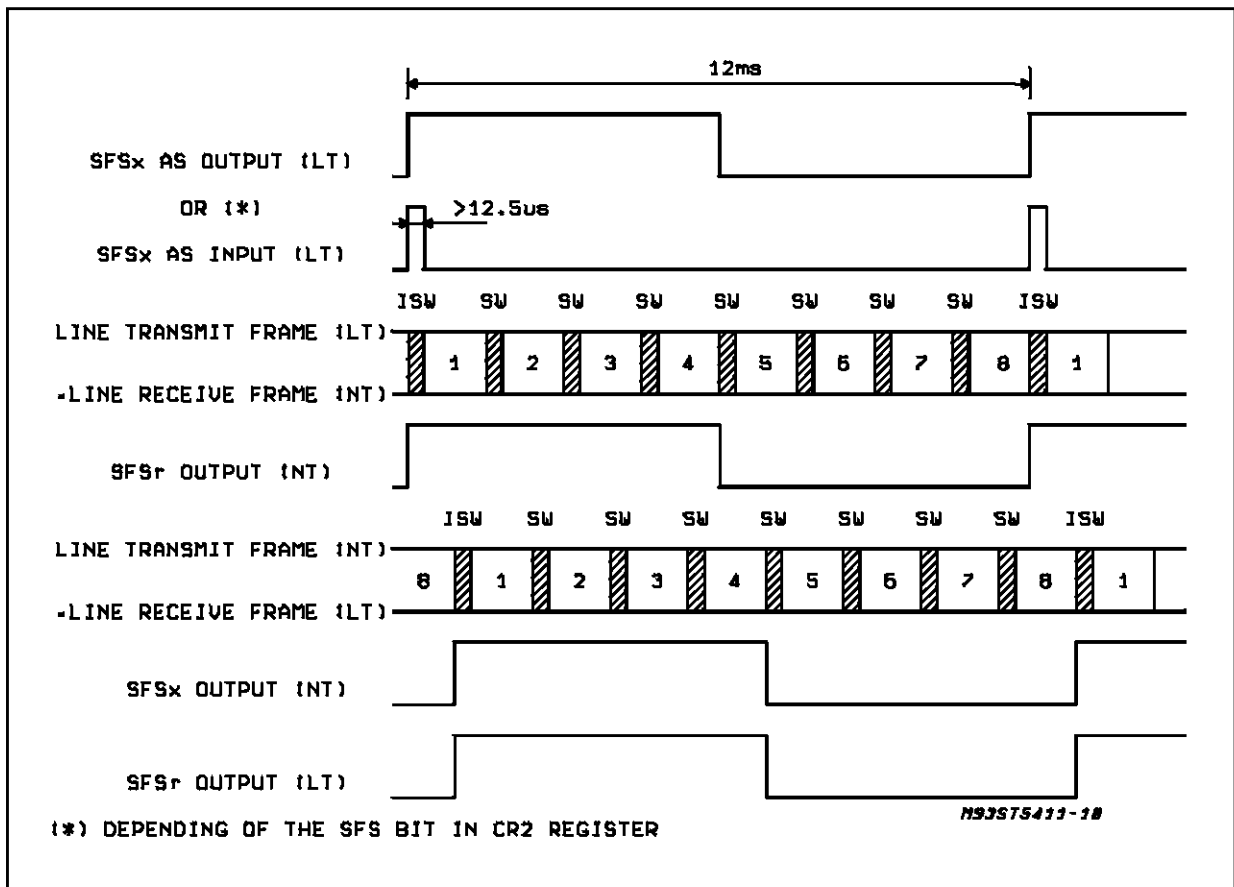 12ms
SFSx AS OUTPUT (LT)
OR (*) >12.5us
SFSx AS INPUT (LT)
ISW SW SW SW SW SW SW SW ISW
LINE TRANSMIT FRAME (LT)
1 2 3 4 5 6 7 8 1
=LINE RECEIVE FRAME (NT)
SFSr OUTPUT (NT)
ISW SW SW SW SW SW SW SW ISW
LINE TRANSMIT FRAME (NT)
8 1 2 3 4 5 6 7 8 1
=LINE RECEIVE FRAME (LT)
SFSx OUTPUT (NT)
SFSr OUTPUT (LT)
M93ST5411-10
(*) DEPENDING OF THE SFS BIT IN CR2 REGISTER